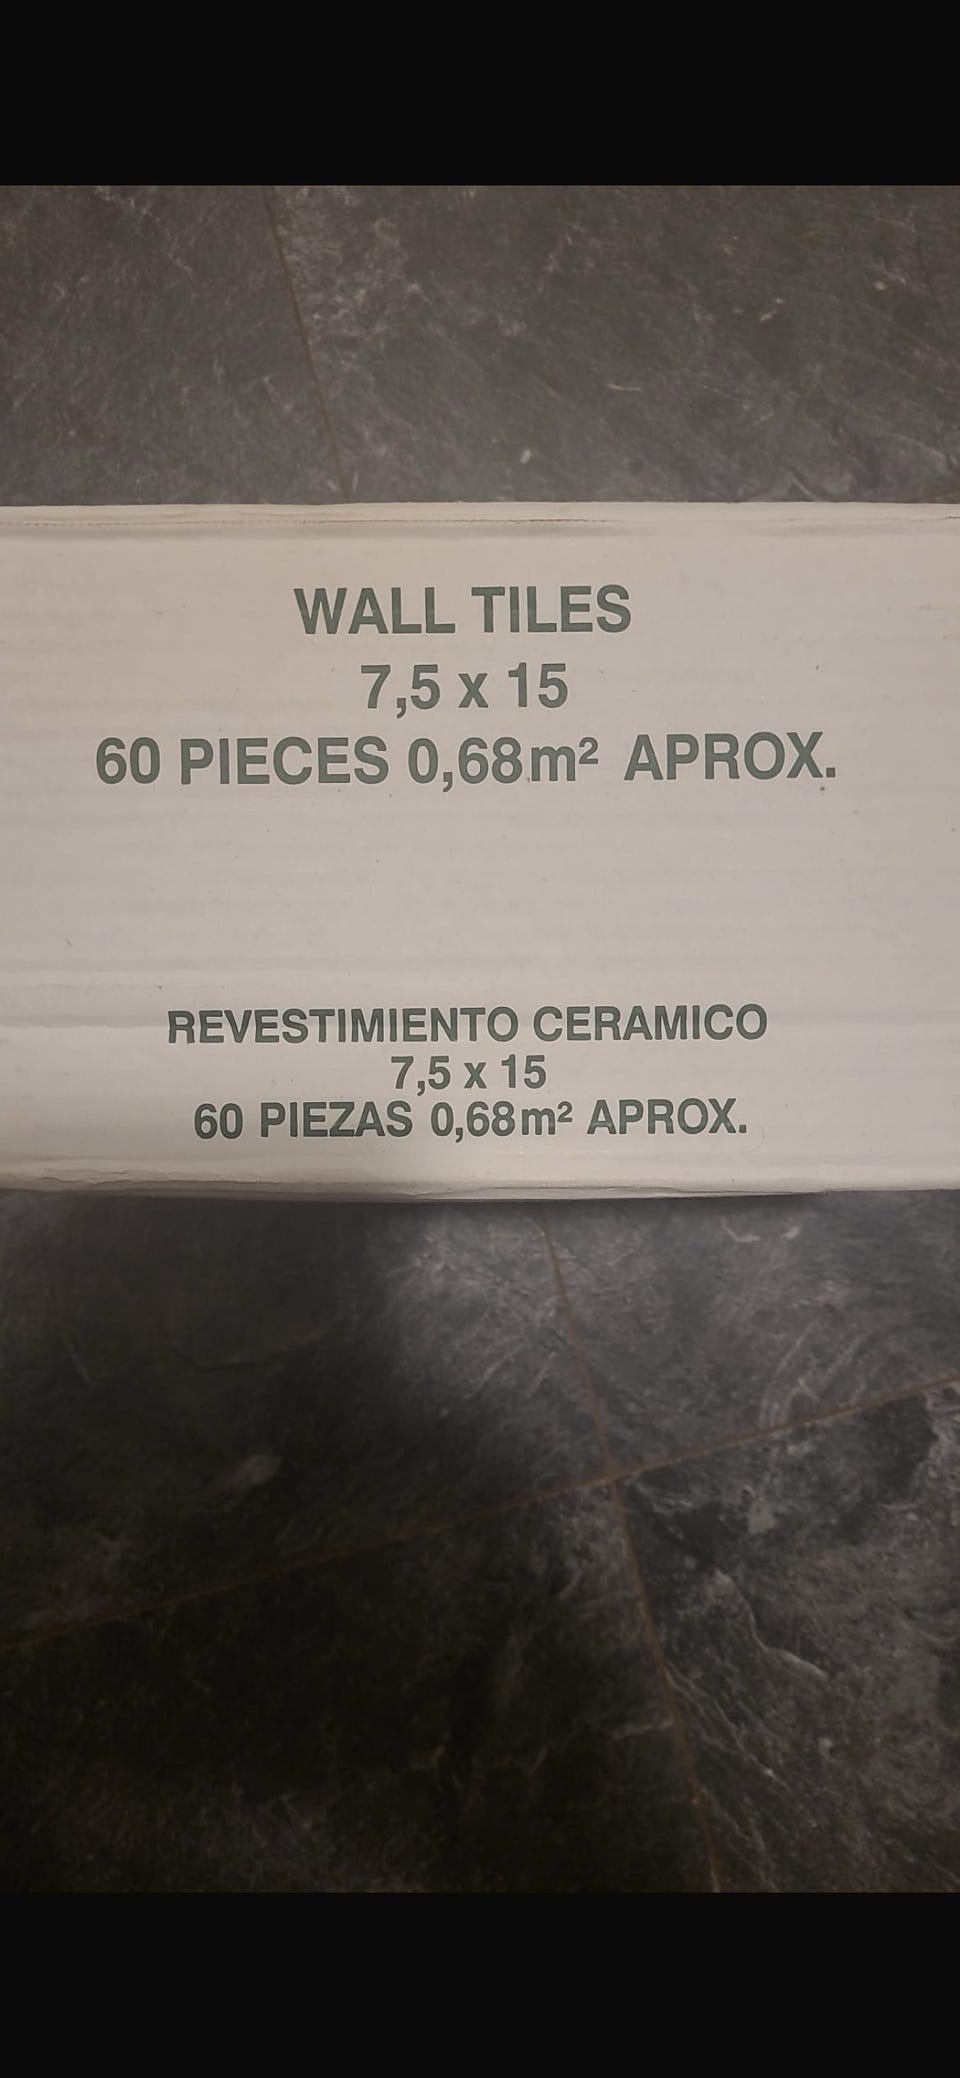 WALL TILES
7,5 x 15
60 PIECES 0,68m² APROX.
REVESTIMIENTO CERAMICO
7,5 x 15
60 PIEZAS 0,68m² APROX.